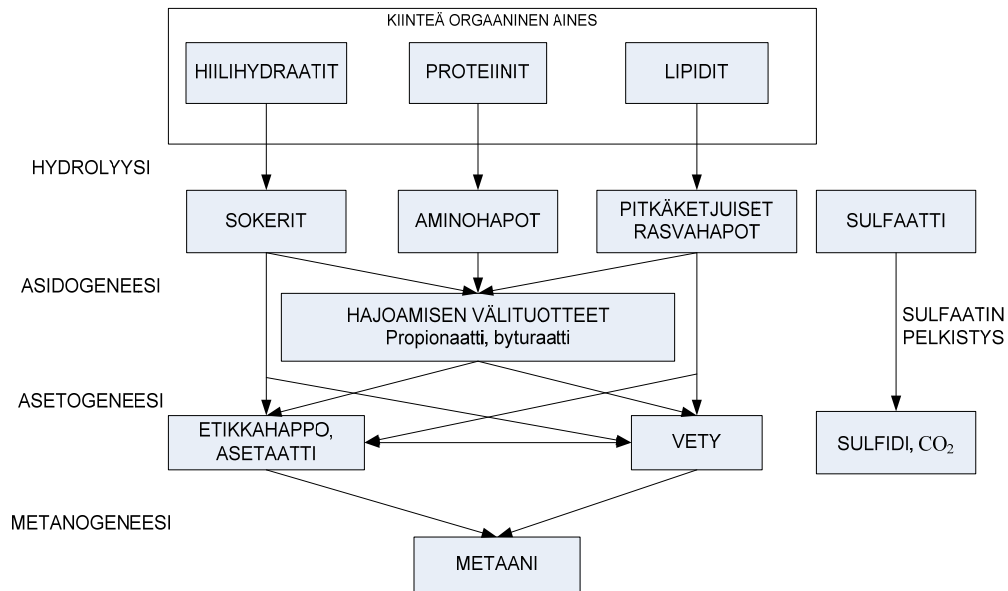 KIINTEÄ ORGAANINEN AINES
HIILIHYDRAATIT
PROTEIINIT
LIPIDIT
HYDROLYYSI
SOKERIT
AMINOHAPOT
PITKÄKETJUISET
RASVAHAPOT
SULFAATTI
ASIDOGENEESI
HAJOAMISEN VÄLITUOTTEET
Propionaatti, byturaatti
SULFAATIN
PELKISTYS
ASETOGENEESI
ETIKKAHAPPO,
ASETAATTI
VETY
SULFIDI, CO₂
METANOGENEESI
METAANI